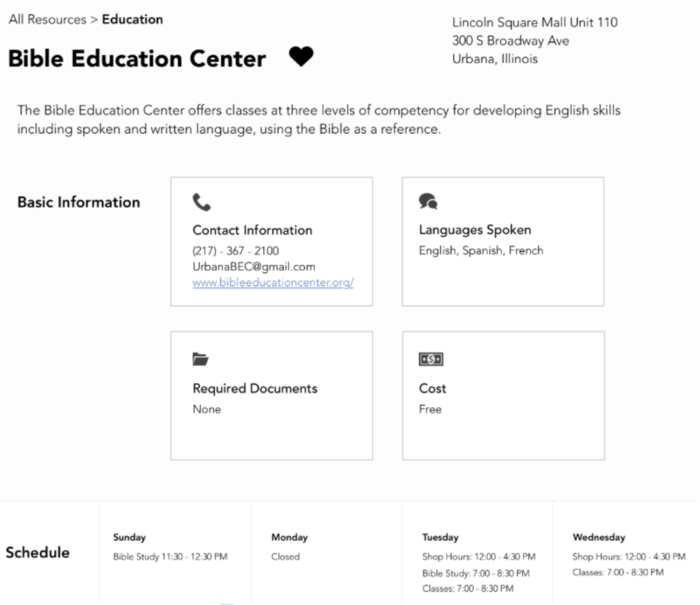 All Resources > Education
Bible Education Center
Lincoln Square Mall Unit 110
300 S Broadway Ave
Urbana, Illinois
The Bible Education Center offers classes at three levels of competency for developing English skills
including spoken and written language, using the Bible as a reference.
Basic Information
Contact Information
(217) - 367 - 2100
UrbanaBEC@gmail.com
www.bibleeducationcenter.org/
Languages Spoken
English, Spanish, French
Required Documents
None
Cost
Free
Schedule
Sunday
Bible Study 11:30 - 12:30 PM
Monday
Closed
Tuesday
Shop Hours: 12:00 - 4:30 PM
Bible Study: 7:00 - 8:30 PM
Classes: 7:00 - 8:30 PM
Wednesday
Shop Hours: 12:00 - 4:30 PM
Classes: 7:00 - 8:30 PM